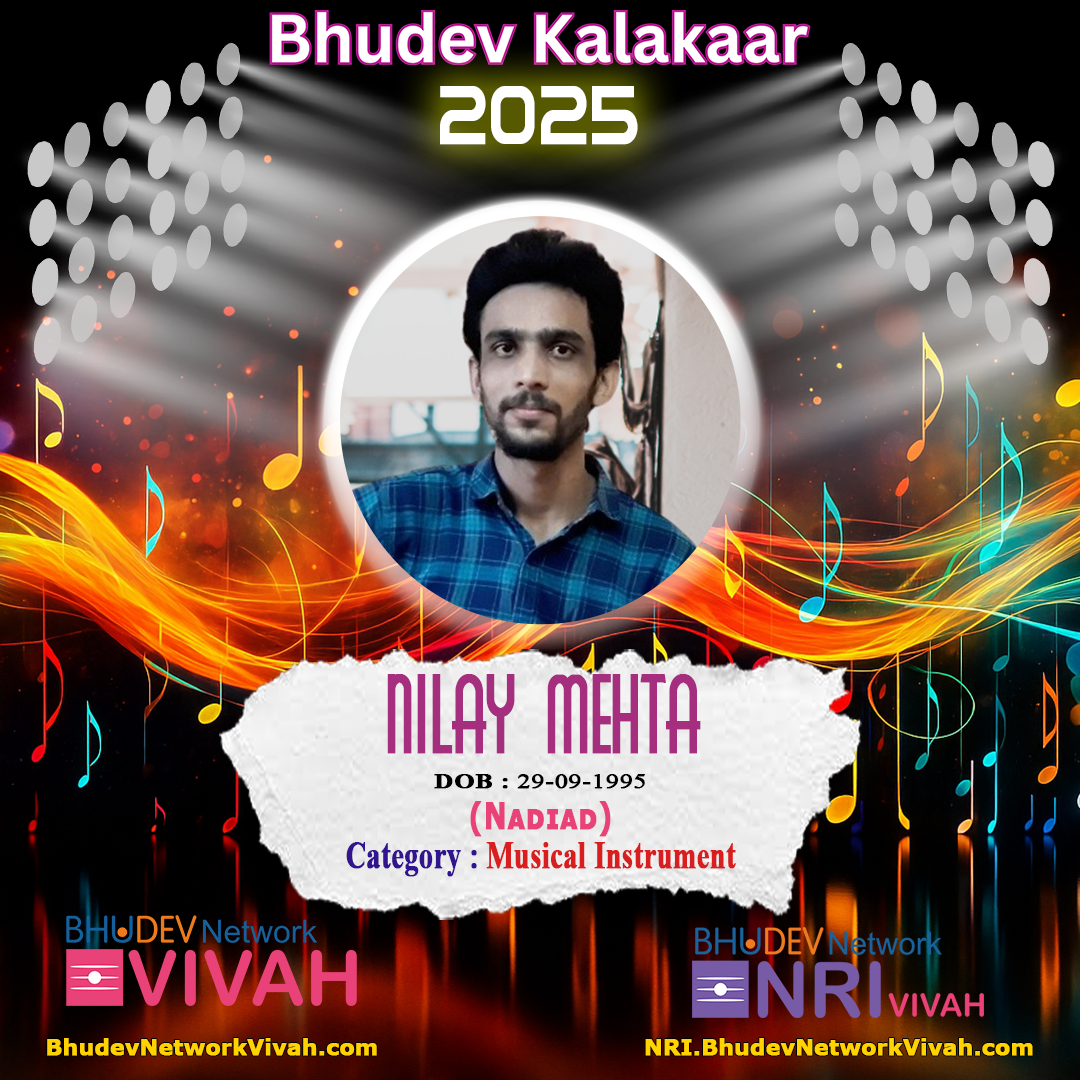 Bhudev Kalakaar
2025
NILAY MEHTA
DOB : 29-09-1995
(Nadiad)
Category : Musical Instrument
BHUDEV Network
VIVAH
BhudevNetworkVivah.com
BHUDEV Network
NRI VIVAH
NRI.BhudevNetworkVivah.com